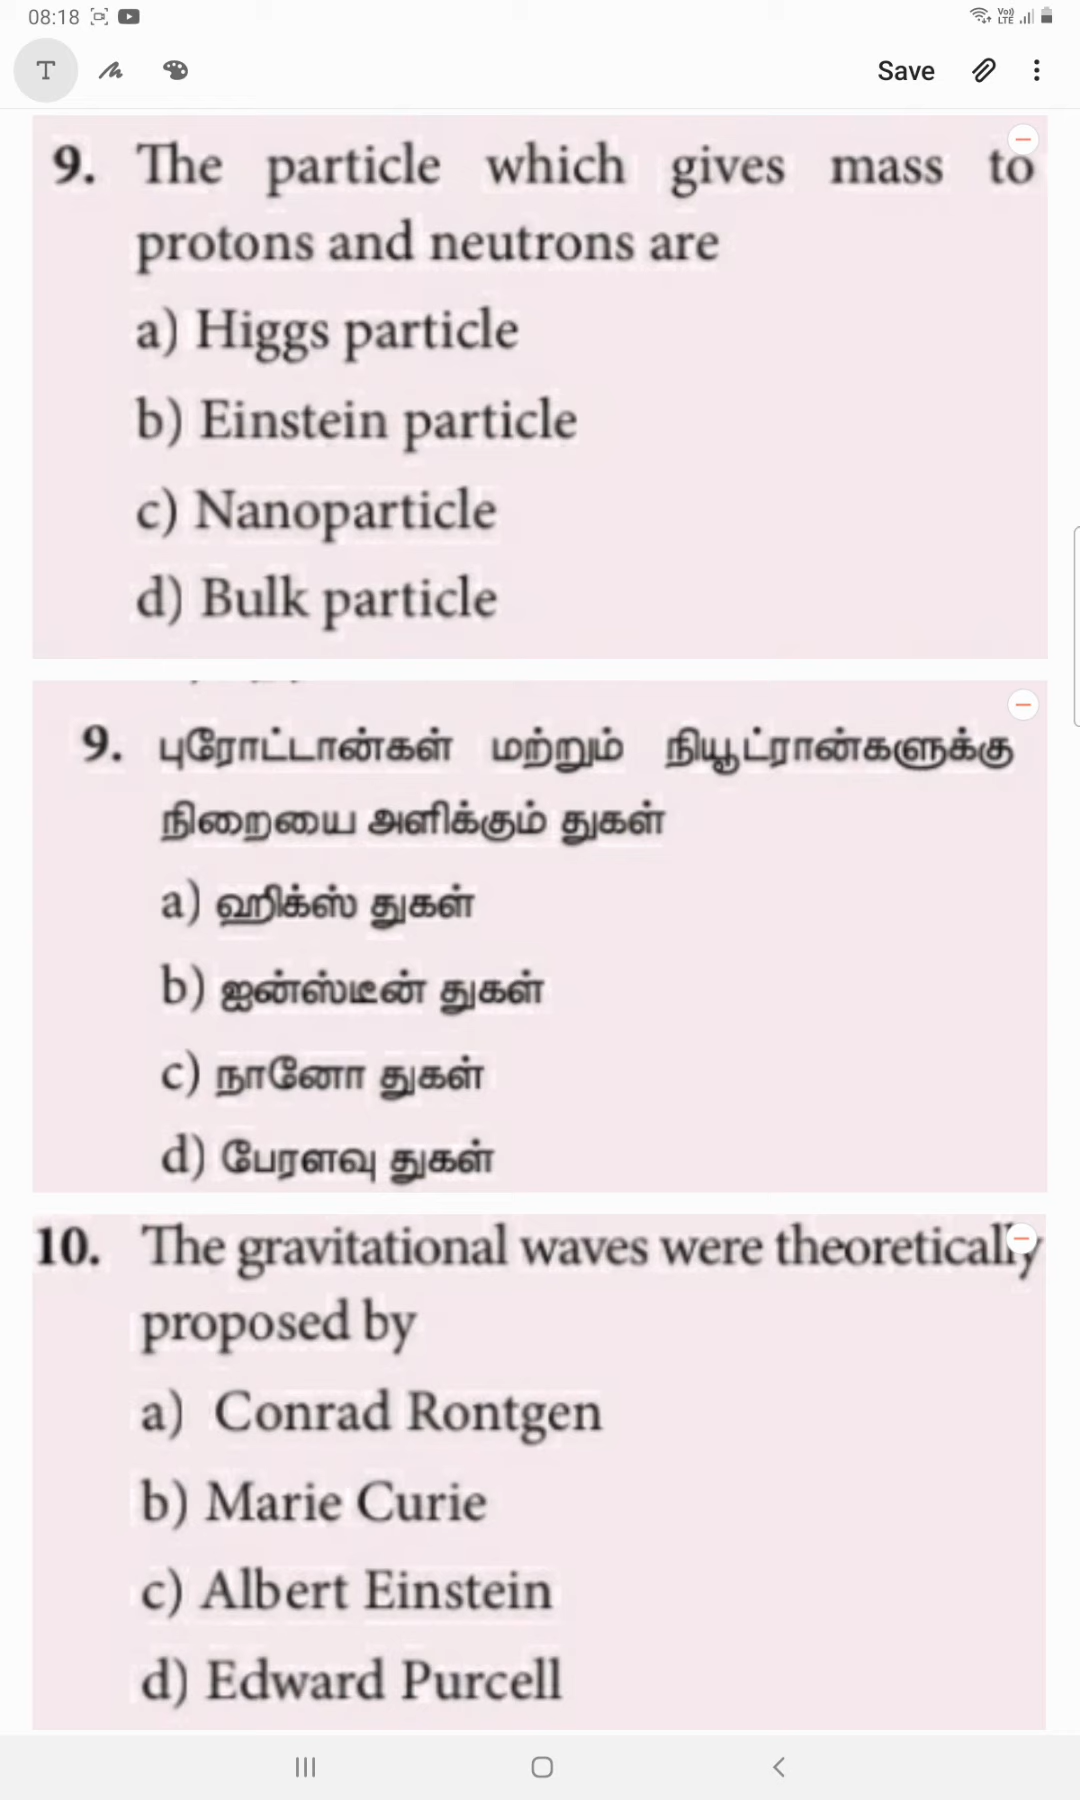 08:18
Vo))
LTE
T
Save
9. The particle which gives mass to
protons and neutrons are
a) Higgs particle
b) Einstein particle
c) Nanoparticle
d) Bulk particle
9. புரோட்டான்கள் மற்றும் நியூட்ரான்களுக்கு
நிறையை அளிக்கும் துகள்
a) ஹிக்ஸ் துகள்
b) ஐன்ஸ்டீன் துகள்
c) நானோ துகள்
d) பேரளவு துகள்
10. The gravitational waves were theoretically
proposed by
a) Conrad Rontgen
b) Marie Curie
c) Albert Einstein
d) Edward Purcell